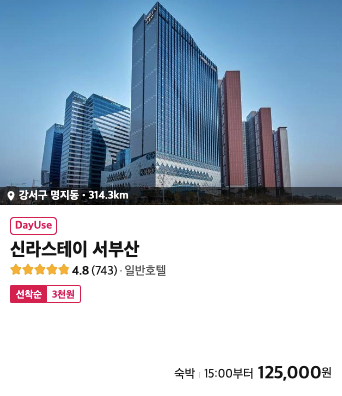 강서구 명지동 · 314.3km
DayUse
신라스테이 서부산
4.8 (743) · 일반호텔
선착순 3천원
숙박 15:00부터 125,000원